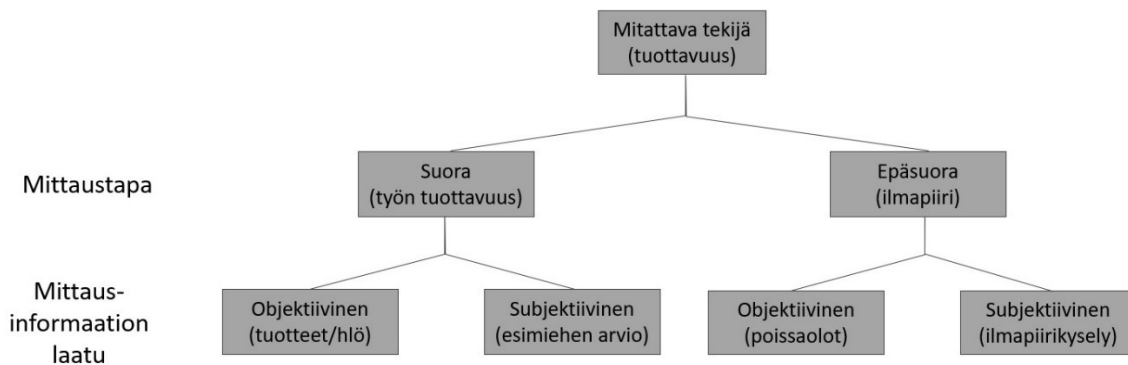 Mitattava tekijä
(tuottavuus)
Mittaustapa
Suora
(työn tuottavuus)
Epäsuora
(ilmapiiri)
Mittaus-
informaation
laatu
Objektiivinen
(tuotteet/hlö)
Subjektiivinen
(esimiehen arvio)
Objektiivinen
(poissaolot)
Subjektiivinen
(ilmapiirikysely)